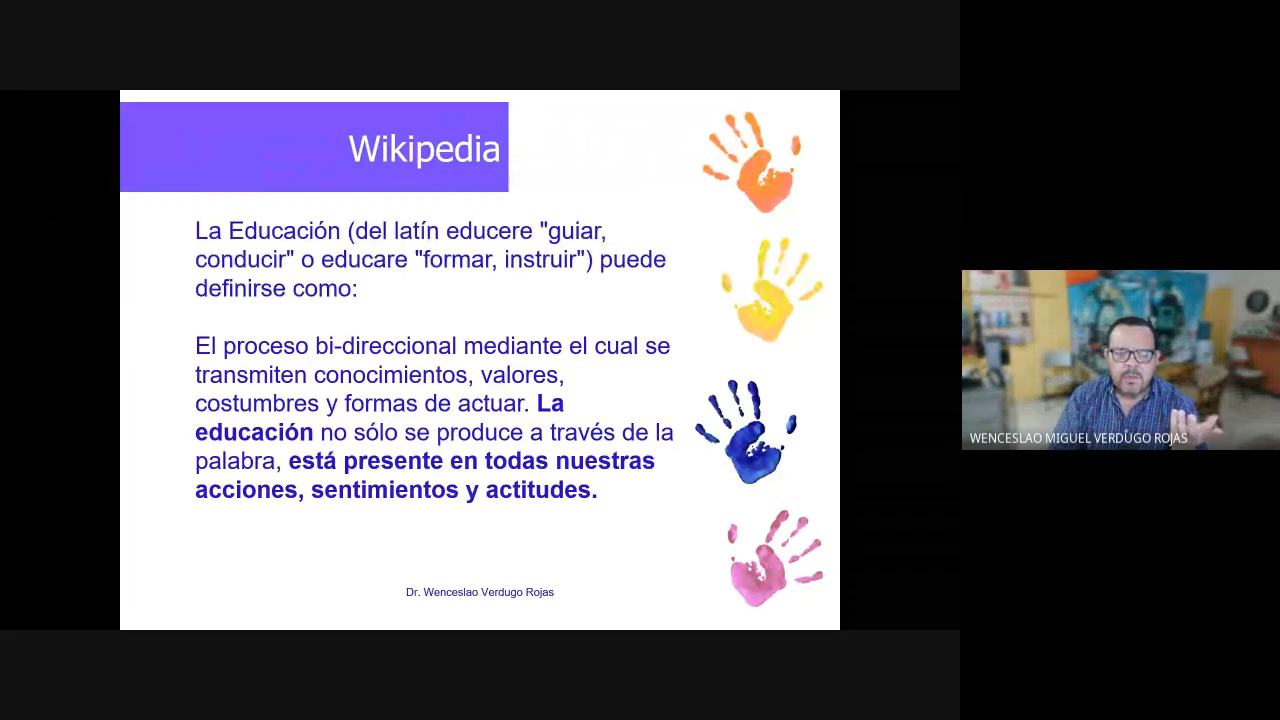 Wikipedia
La Educación (del latín educere "guiar,
conducir" o educare "formar, instruir") puede
definirse como:
El proceso bi-direccional mediante el cual se
transmiten conocimientos, valores,
costumbres y formas de actuar. La
educación no sólo se produce a través de la
palabra, está presente en todas nuestras
acciones, sentimientos y actitudes.
Dr. Wenceslao Verdugo Rojas
WENCESLAO MIGUEL VERDUGO ROJAS